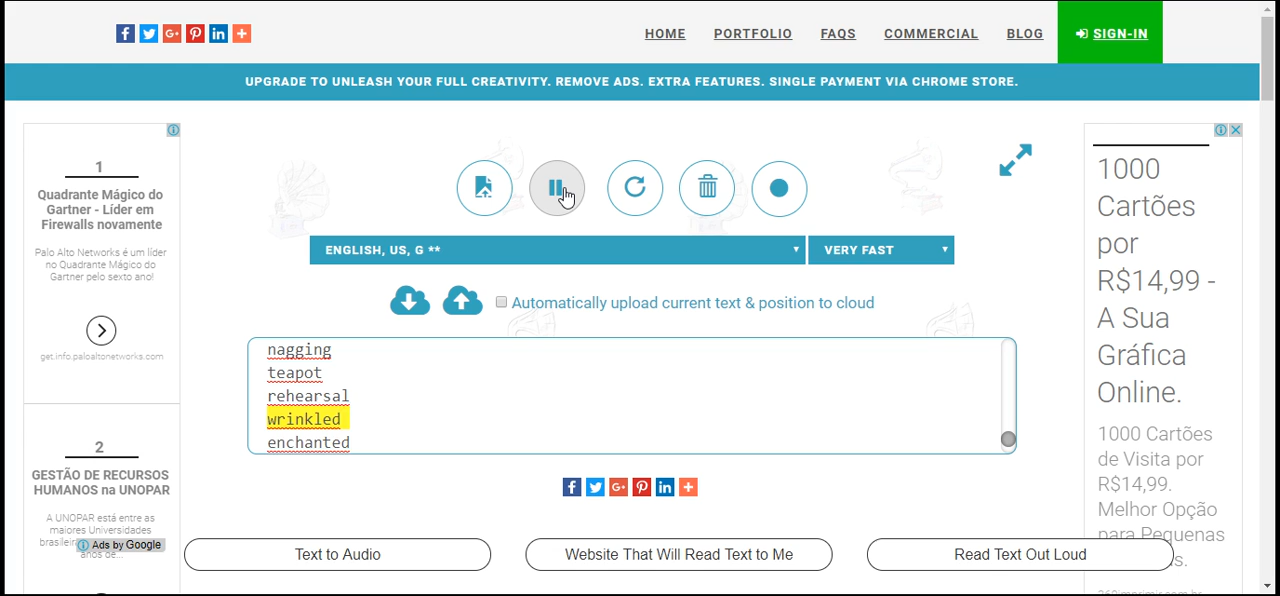 HOME
PORTFOLIO
FAQS
COMMERCIAL
BLOG
SIGN-IN
UPGRADE TO UNLEASH YOUR FULL CREATIVITY. REMOVE ADS. EXTRA FEATURES. SINGLE PAYMENT VIA CHROME STORE.
1
Quadrante Mágico do
Gartner - Líder em
Firewalls novamente
Palo Alto Networks é um líder
no Quadrante Mágico do
Gartner pelo sexto ano!
get.info.paloaltonetworks.com
2
GESTÃO DE RECURSOS
HUMANOS na UNOPAR
A UNOPAR está entre as
maiores Universidades
anos de...
Ads by Google
ENGLISH, US, G **
VERY FAST
Automatically upload current text & position to cloud
nagging
teapot
rehearsal
wrinkled
enchanted
Text to Audio
Website That Will Read Text to Me
Read Text Out Loud
1000
Cartões
por
R$14,99 -
A Sua
Gráfica
Online.
1000 Cartões
de Visita por
R$14,99.
Melhor Opção
para Pequenas